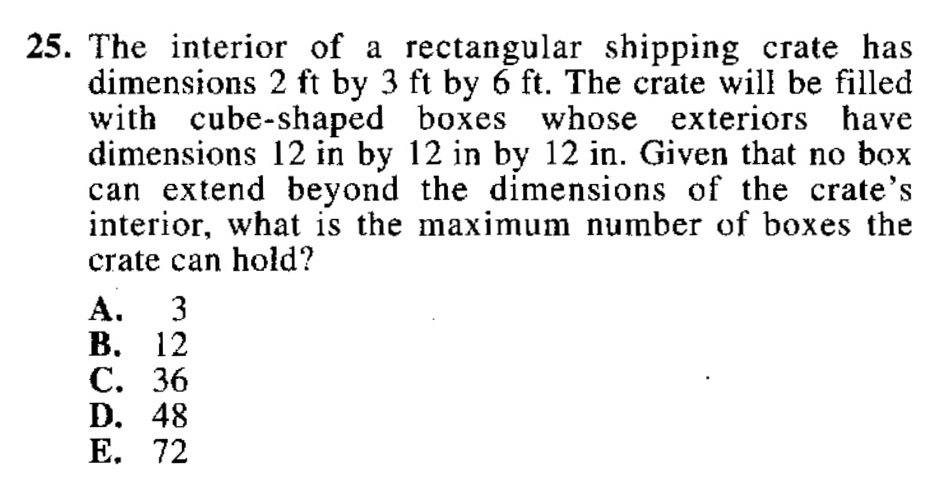 25. The interior of a rectangular shipping crate has
dimensions 2 ft by 3 ft by 6 ft. The crate will be filled
with cube-shaped boxes whose exteriors have
dimensions 12 in by 12 in by 12 in. Given that no box
can extend beyond the dimensions of the crate's
interior, what is the maximum number of boxes the
crate can hold?
A. 3
B. 12
C. 36
D. 48
E. 72